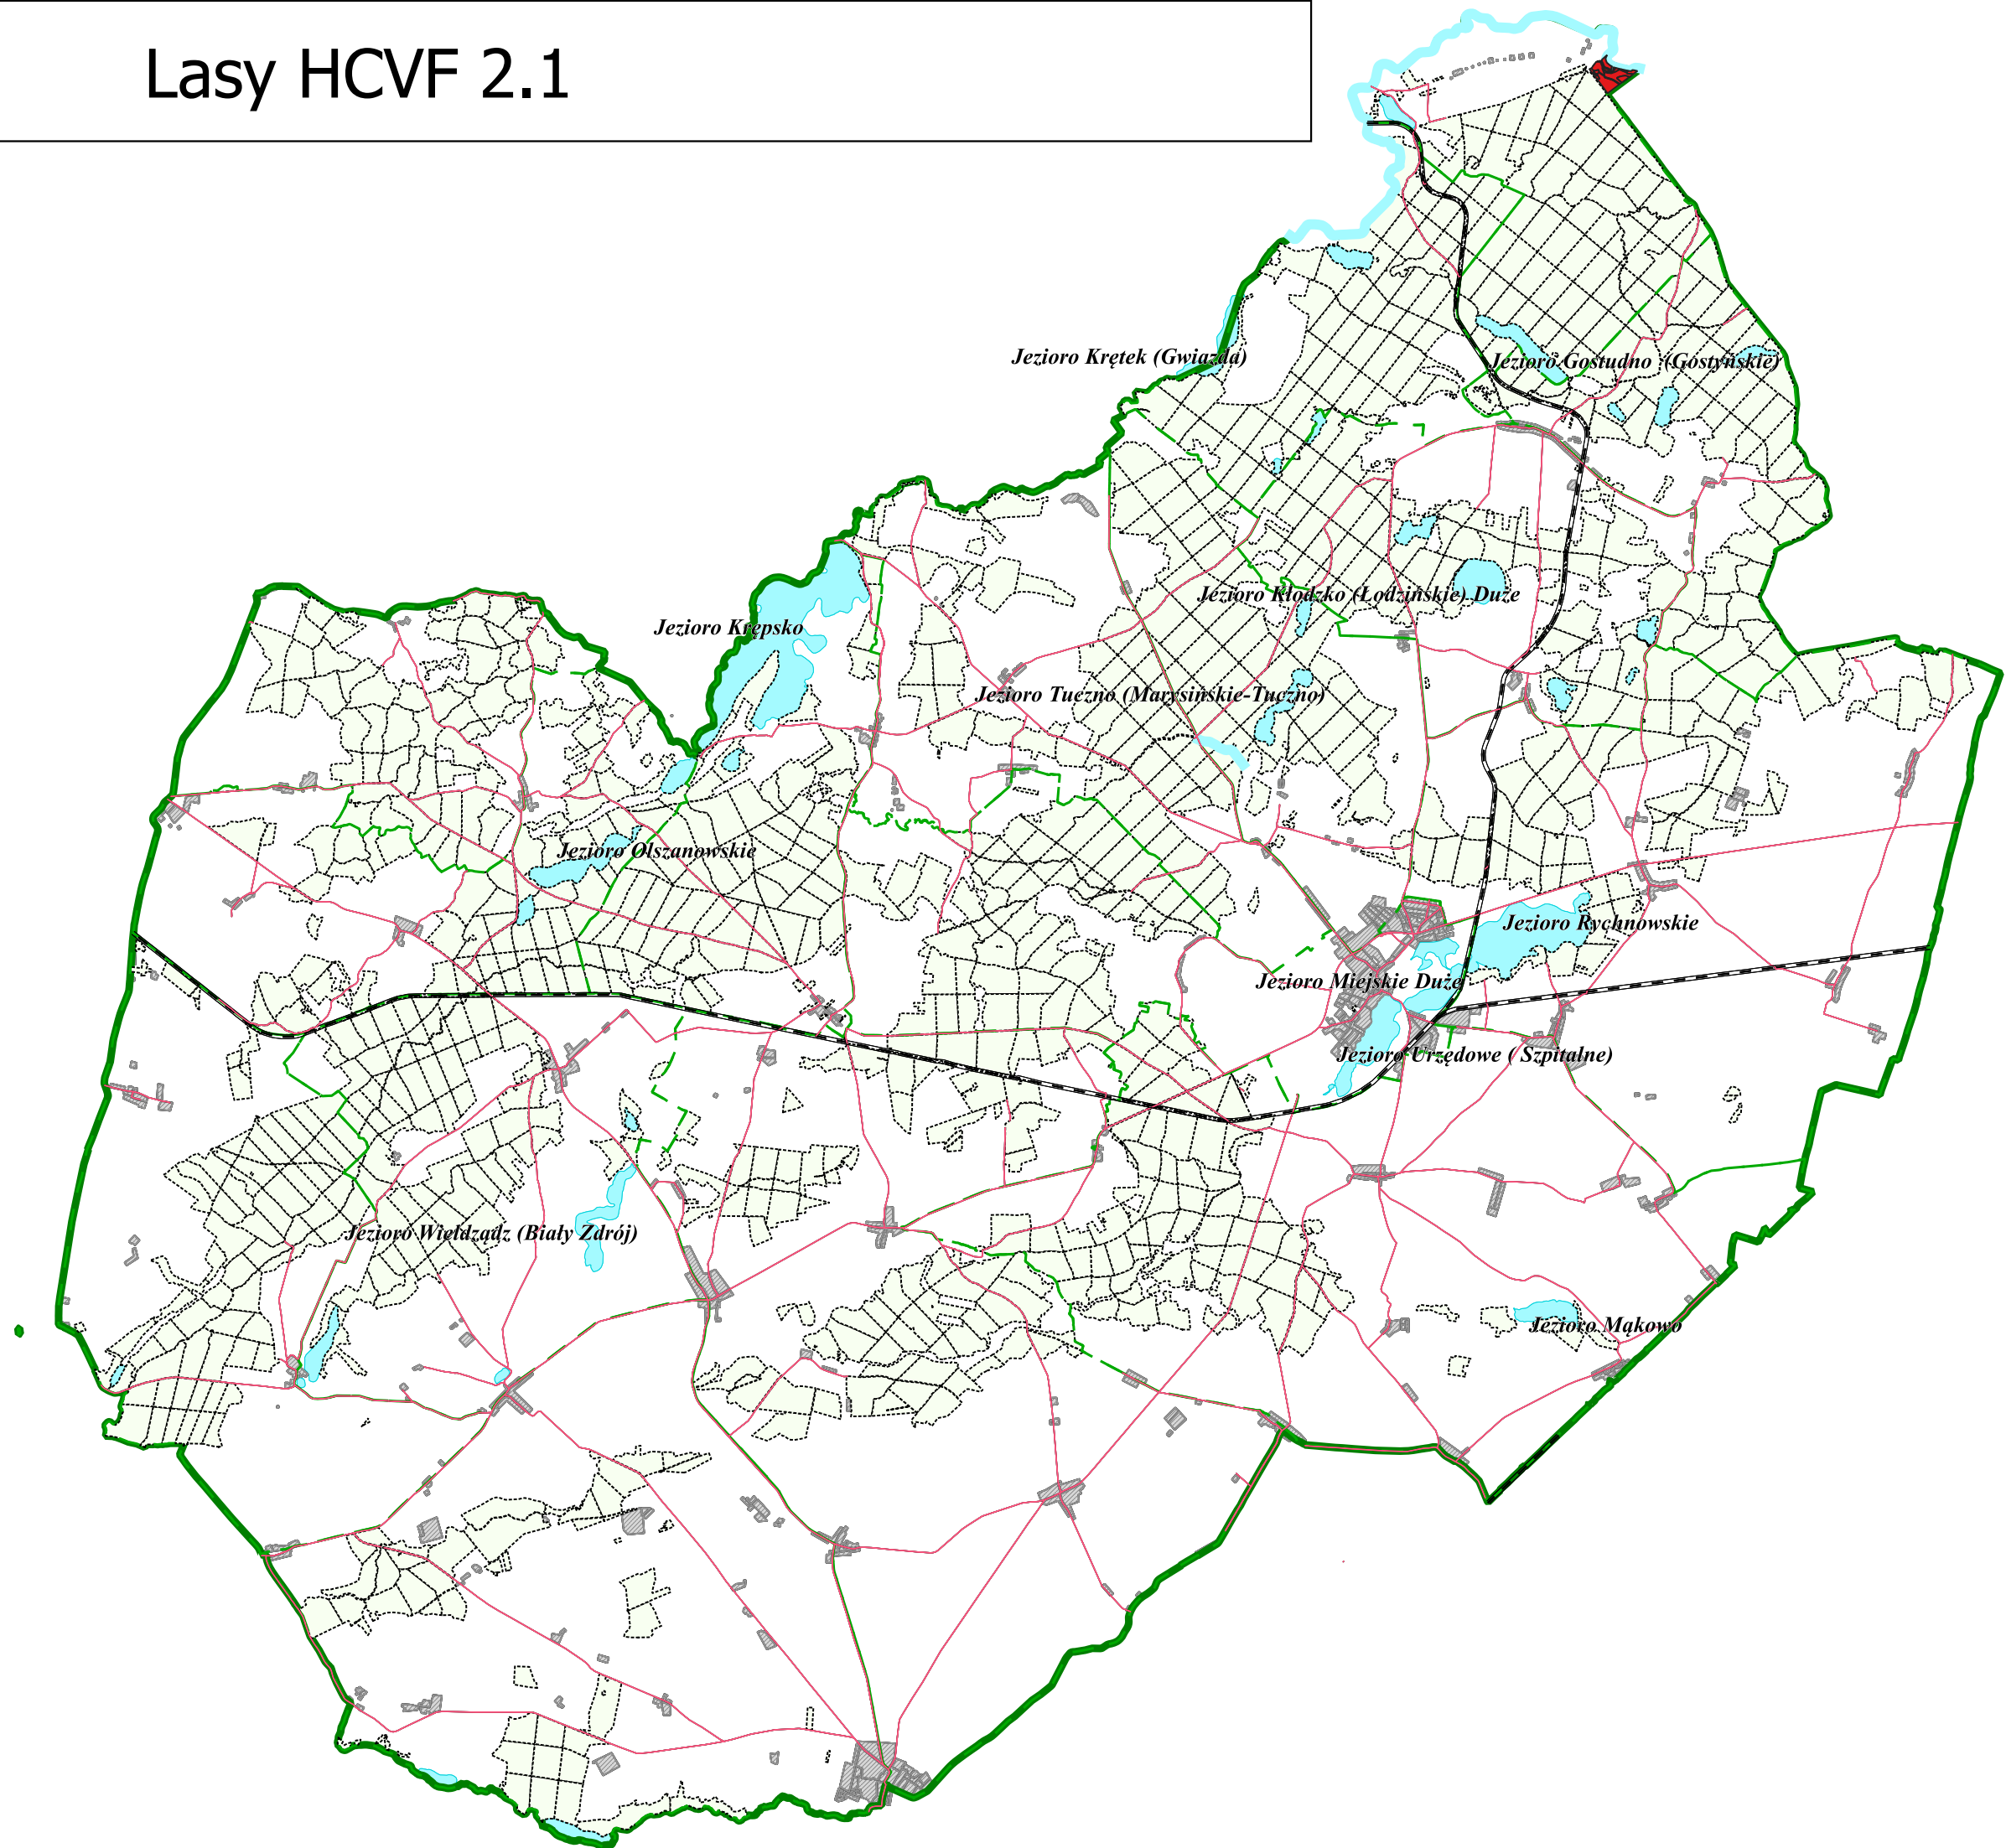 Lasy HCVF 2.1
Jezioro Krętek (Gwiazda)
Jezioro Gostudno (Gostyńskie)
Jezioro Kłodzko (Łodzińskie) Duże
Jezioro Krępsko
Jezioro Tuczno (Marysińskie-Tuczno)
Jezioro Olszanowskie
Jezioro Rychnowskie
Jezioro Miejskie Duże
Jezioro Urzędowe ( Szpitalne)
Jezioro Wieldządz (Biały Zdrój)
Jezioro Mąkowo